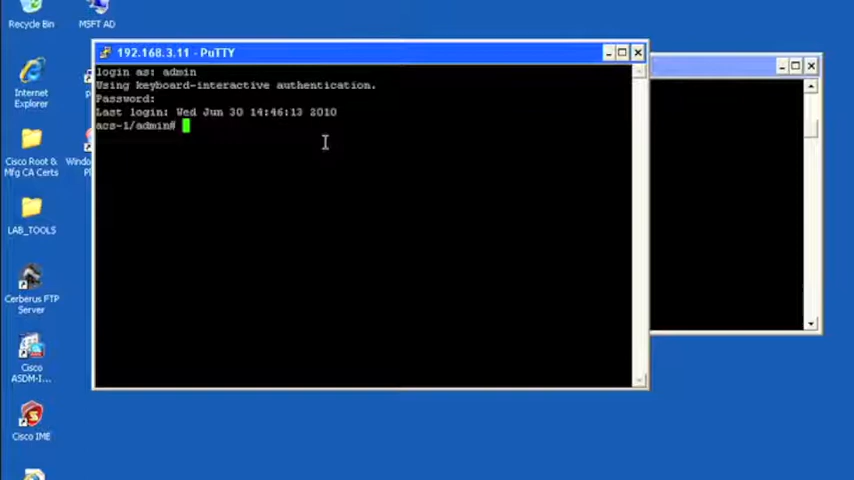 Recycle Bin
MSFT AD
192.168.3.11 - PuTTY
login as: admin
Using keyboard-interactive authentication.
Password:
Last login: Wed Jun 30 14:46:13 2010
acs-1/admin#
Internet
Explorer
Cisco Root &
Mfg CA Certs
LAB_TOOLS
Cerberus FTP
Server
Cisco
ASDM-I...
Cisco IME